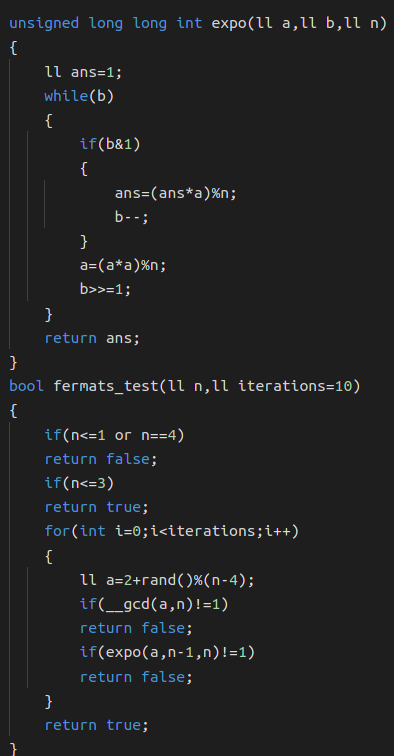 unsigned long long int expo(ll a,ll b,ll n)
{
    ll ans=1;
    while(b)
    {
        if(b&1)
        {
            ans=(ans*a)%n;
            b--;
        }
        a=(a*a)%n;
        b>>=1;
    }
    return ans;
}
bool fermats_test(ll n,ll iterations=10)
{
    if(n<=1 or n==4)
    return false;
    if(n<=3)
    return true;
    for(int i=0;i<iterations;i++)
    {
        ll a=2+rand()%(n-4);
        if(__gcd(a,n)!=1)
        return false;
        if(expo(a,n-1,n)!=1)
        return false;
    }
    return true;
}